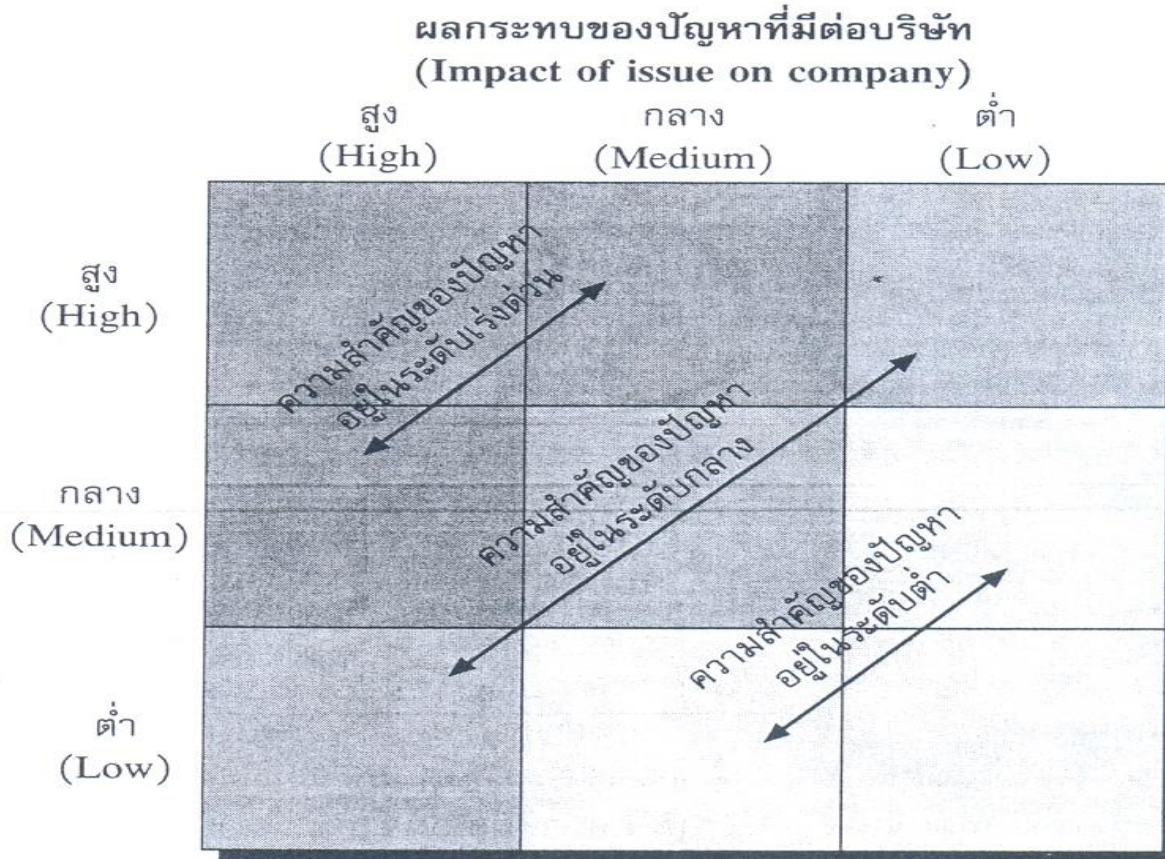 ผลกระทบของปัญหาที่มีต่อบริษัท
(Impact of issue on company)
สูง
(High)
กลาง
(Medium)
ต่ำ
(Low)
สูง
(High)
ความสำคัญของปัญหา
อยู่ในระดับเร่งด่วน
กลาง
(Medium)
ความสำคัญของปัญหา
อยู่ในระดับกลาง
ความสำคัญของปัญหา
อยู่ในระดับต่ำ
ต่ำ
(Low)